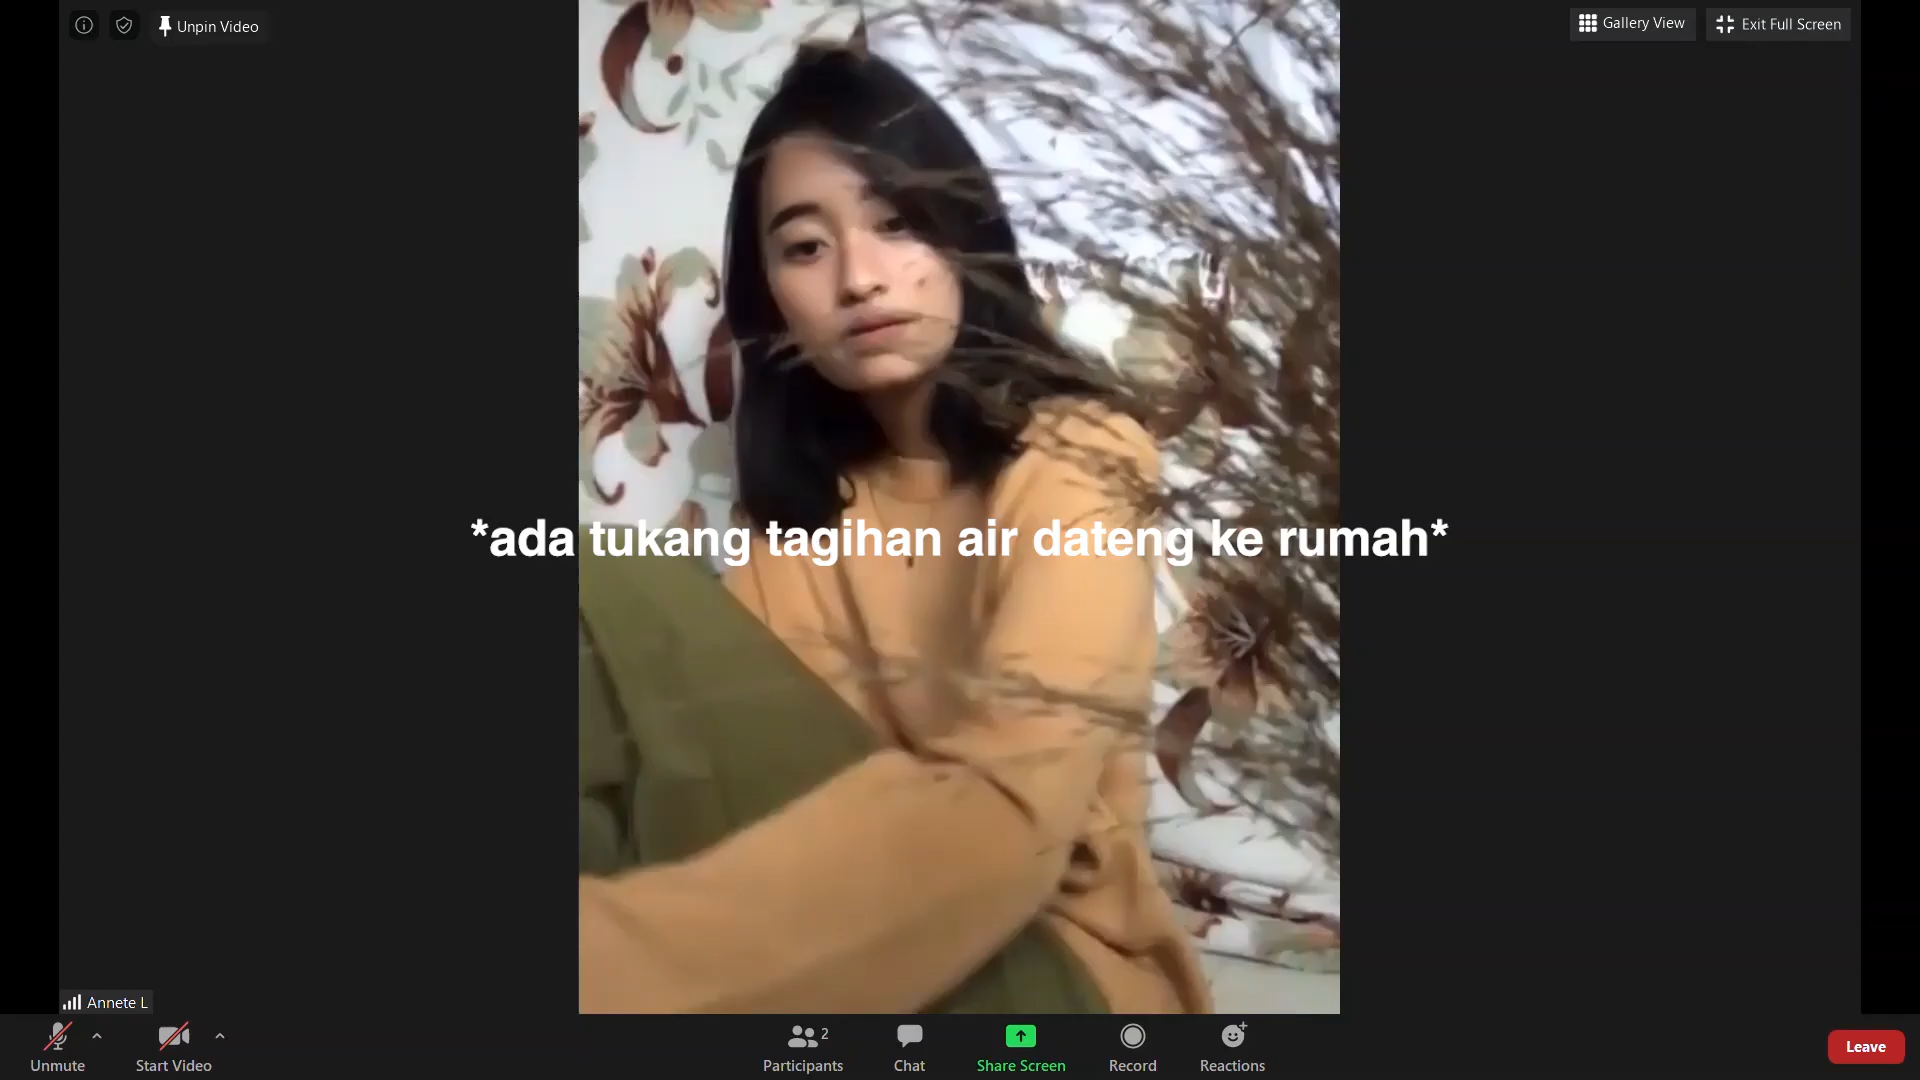 Unpin Video
Gallery View
Exit Full Screen
*ada tukang tagihan air dateng ke rumah*
Annete L
Unmute
Start Video
Participants 2
Chat
Share Screen
Record
Reactions
Leave